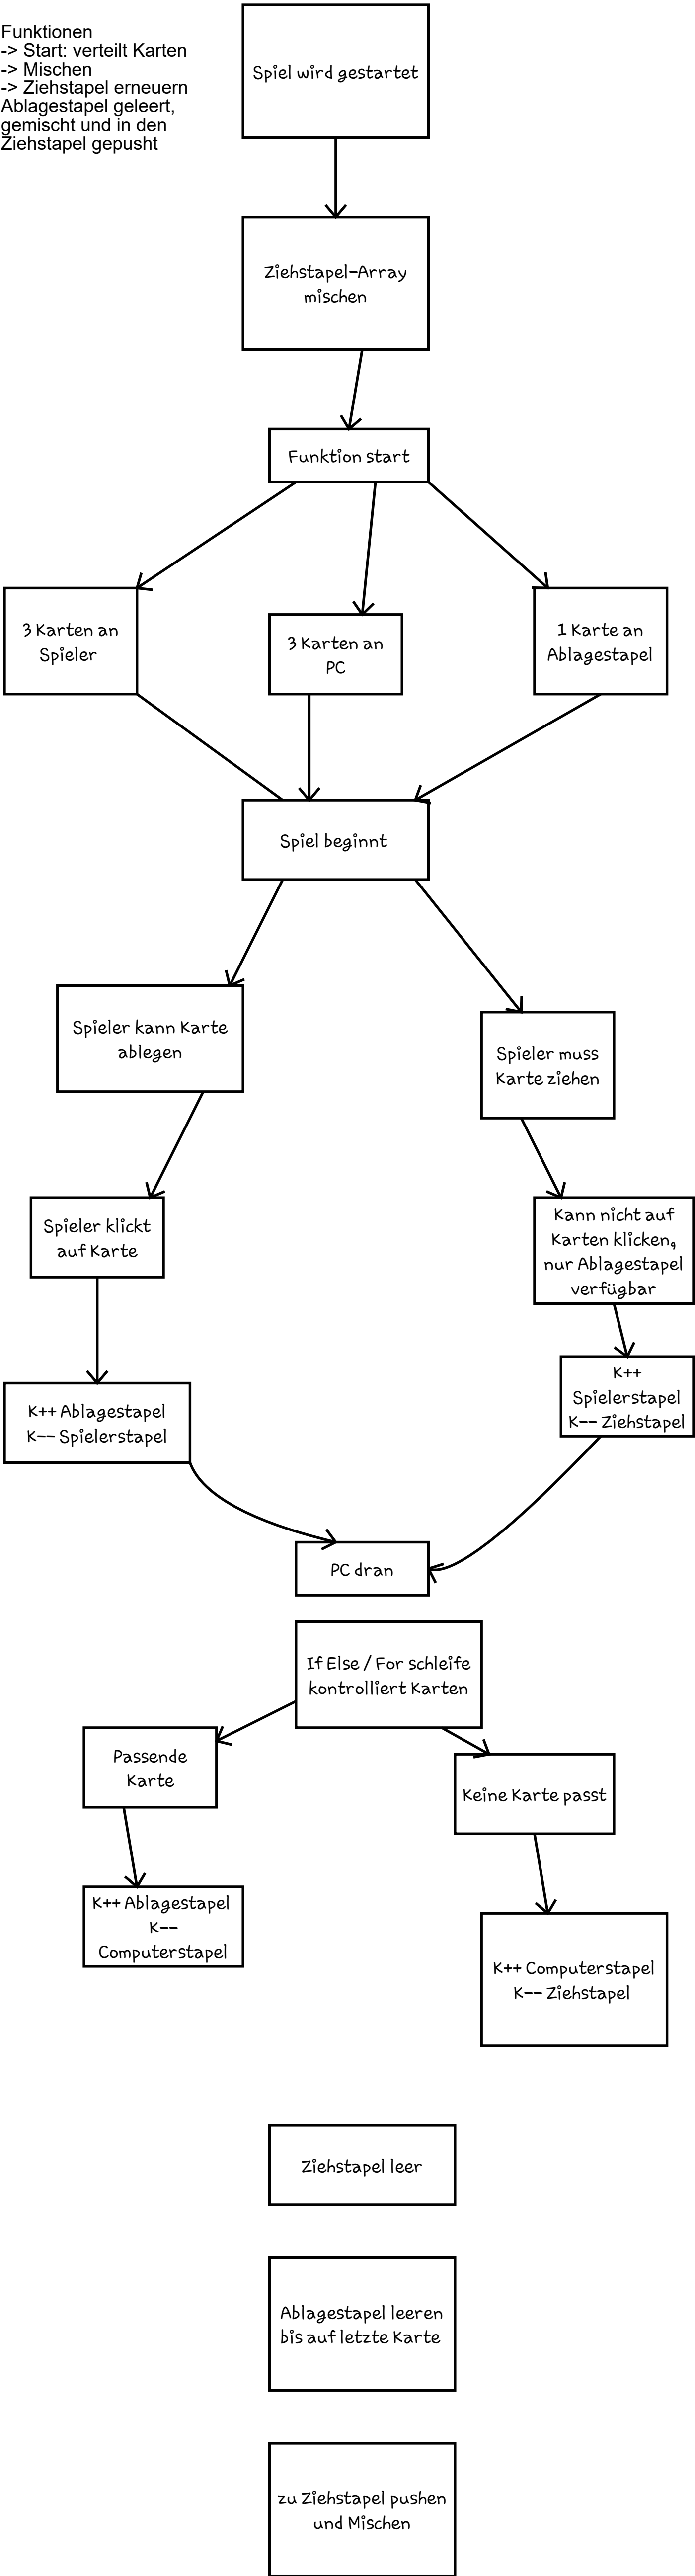 Funktionen
-> Start: verteilt Karten
-> Mischen
-> Ziehstapel erneuern
Ablagestapel geleert,
gemischt und in den
Ziehstapel gepusht
Spiel wird gestartet
Ziehstapel-Array
mischen
Funktion start
3 Karten an
Spieler
3 Karten an
PC
1 Karte an
Ablagestapel
Spiel beginnt
Spieler kann Karte
ablegen
Spieler muss
Karte ziehen
Spieler klickt
auf Karte
Kann nicht auf
Karten klicken,
nur Ablagestapel
verfügbar
K++ Ablagestapel
K-- Spielerstapel
K++
Spielerstapel
K-- Ziehstapel
PC dran
If Else / For schleife
kontrolliert Karten
Passende
Karte
Keine Karte passt
K++ Ablagestapel
K--
Computerstapel
K++ Computerstapel
K-- Ziehstapel
Ziehstapel leer
Ablagestapel leeren
bis auf letzte Karte
zu Ziehstapel pushen
und Mischen